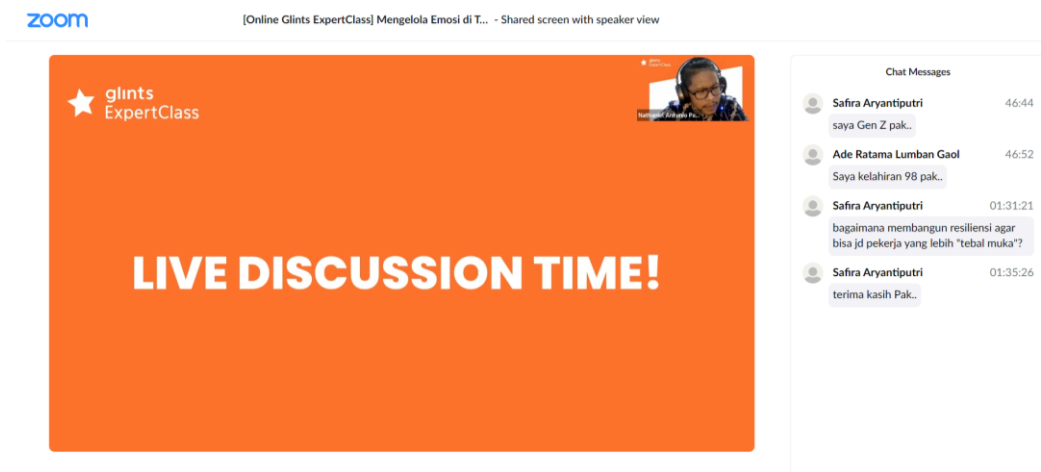 zoom
[Online Glints ExpertClass] Mengelola Emosi di T... - Shared screen with speaker view
glints
ExpertClass
LIVE DISCUSSION TIME!
Chat Messages
Safira Aryantiputri 46:44
saya Gen Z pak..
Ade Ratama Lumban Gaol 46:52
Saya kelahiran 98 pak..
Safira Aryantiputri 01:31:21
bagaimana membangun resiliensi agar
bisa jd pekerja yang lebih "tebal muka"?
Safira Aryantiputri 01:35:26
terima kasih Pak..